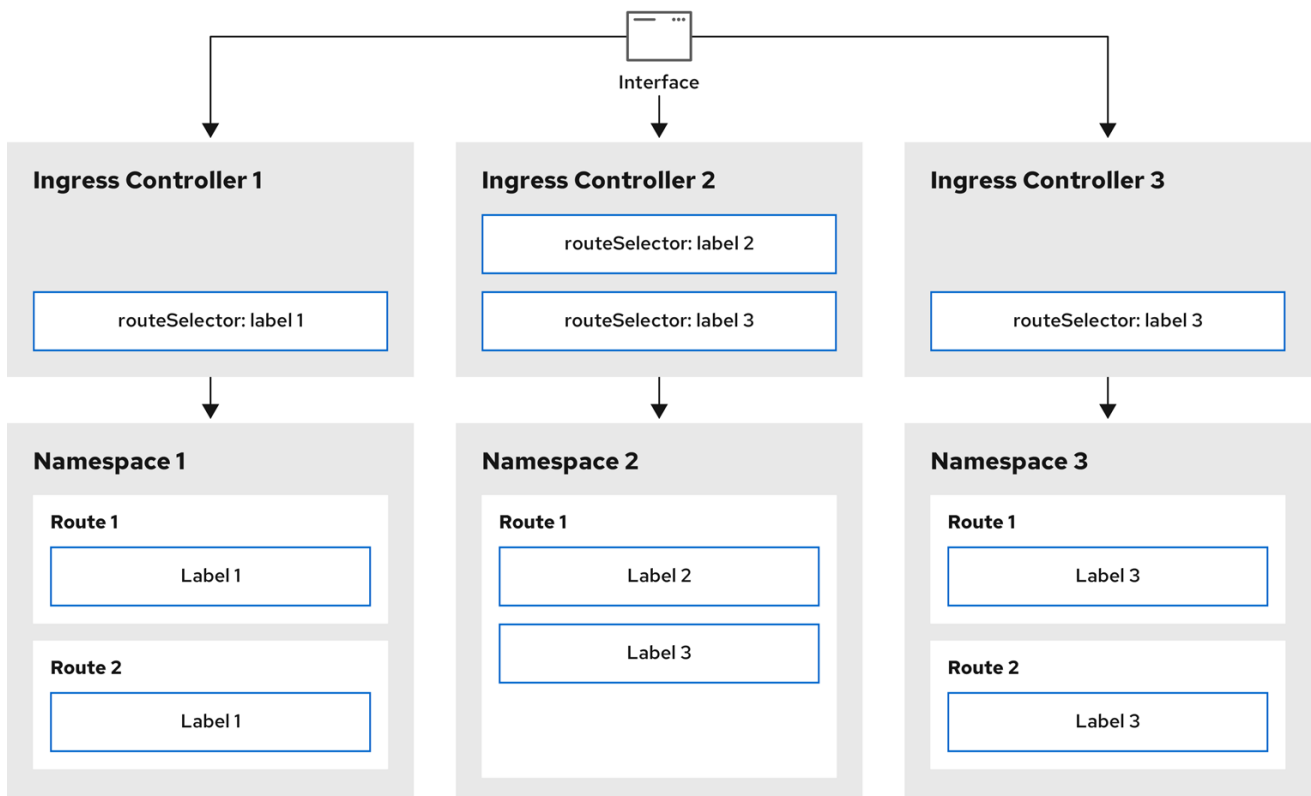 Interface
Ingress Controller 1
routeSelector: label 1
Ingress Controller 2
routeSelector: label 2
routeSelector: label 3
Ingress Controller 3
routeSelector: label 3
Namespace 1
Route 1
Label 1
Route 2
Label 1
Namespace 2
Route 1
Label 2
Label 3
Namespace 3
Route 1
Label 3
Route 2
Label 3